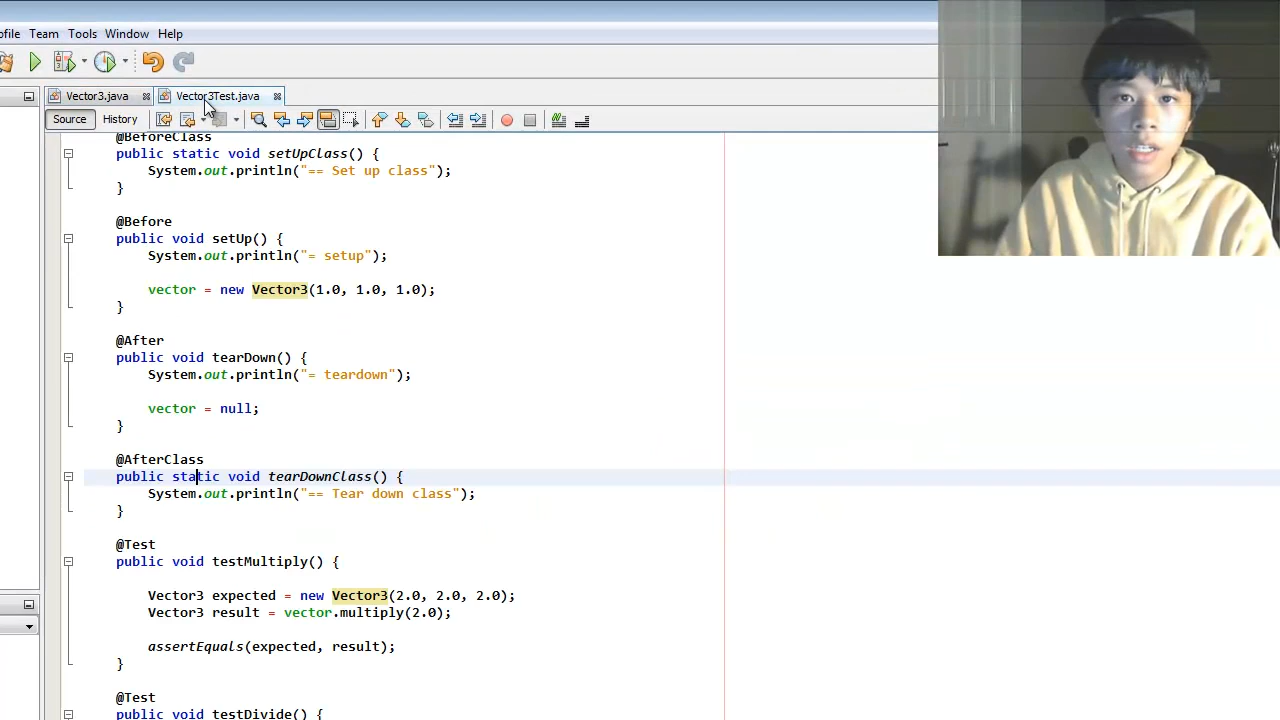 ofile Team Tools Window Help
Vector3.java Vector3Test.java
Source History
@BeforeClass
public static void setUpClass() {
System.out.println("== Set up class");
}
@Before
public void setUp() {
System.out.println("= setup");
vector = new Vector3(1.0, 1.0, 1.0);
}
@After
public void tearDown() {
System.out.println("= teardown");
vector = null;
}
@AfterClass
public static void tearDownClass() {
System.out.println("== Tear down class");
}
@Test
public void testMultiply() {
Vector3 expected = new Vector3(2.0, 2.0, 2.0);
Vector3 result = vector.multiply(2.0);
assertEquals(expected, result);
}
@Test
public void testDivide() {